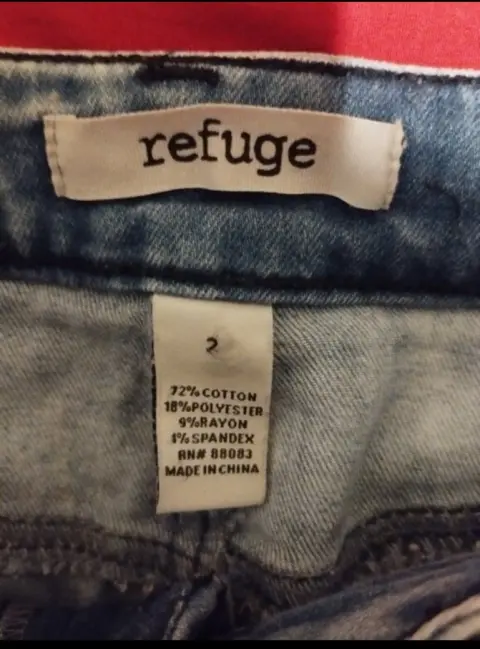 refuge
2
72% COTTON
18%POLYESTER
9%RAYON
1% SPANDEX
RN# 88083
MADE IN CHINA